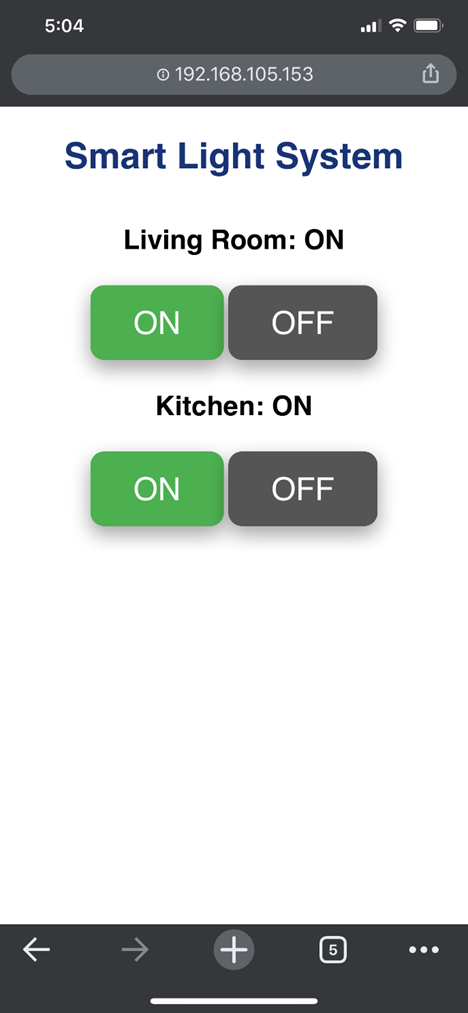 5:04
192.168.105.153
Smart Light System
Living Room: ON
ON OFF
Kitchen: ON
ON OFF
5